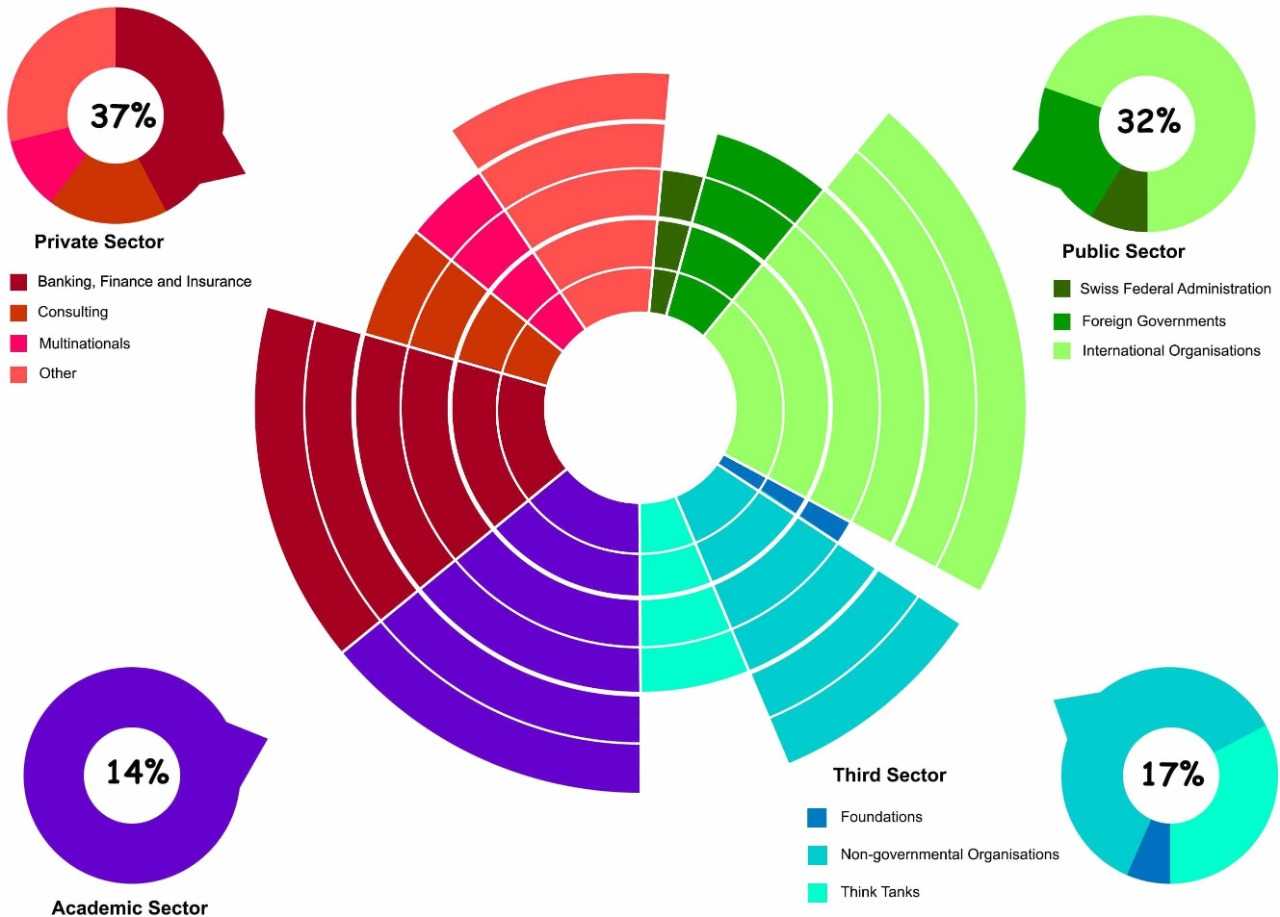 37%
Private Sector
Banking, Finance and Insurance
Consulting
Multinationals
Other
32%
Public Sector
Swiss Federal Administration
Foreign Governments
International Organisations
14%
Academic Sector
Third Sector
Foundations
Non-governmental Organisations
Think Tanks
17%